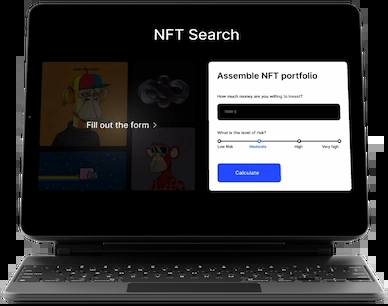 NFT Search
Fill out the form >
Assemble NFT portfolio
How much money are you willing to invest?
What is the level of risk?
Low Risk Moderate High Very high
Calculate